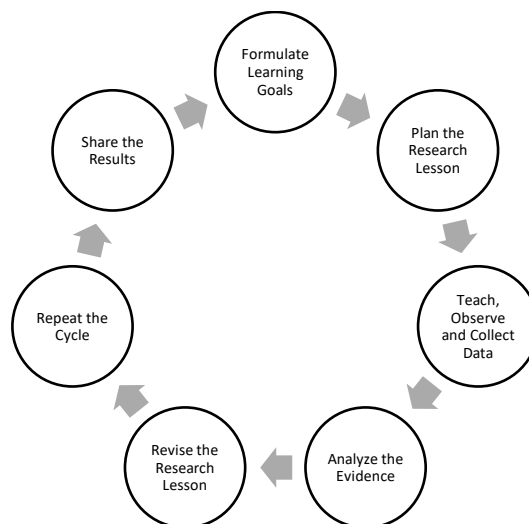 Formulate
Learning
Goals
Plan the
Research
Lesson
Teach,
Observe
and Collect
Data
Analyze the
Evidence
Revise the
Research
Lesson
Repeat the
Cycle
Share the
Results